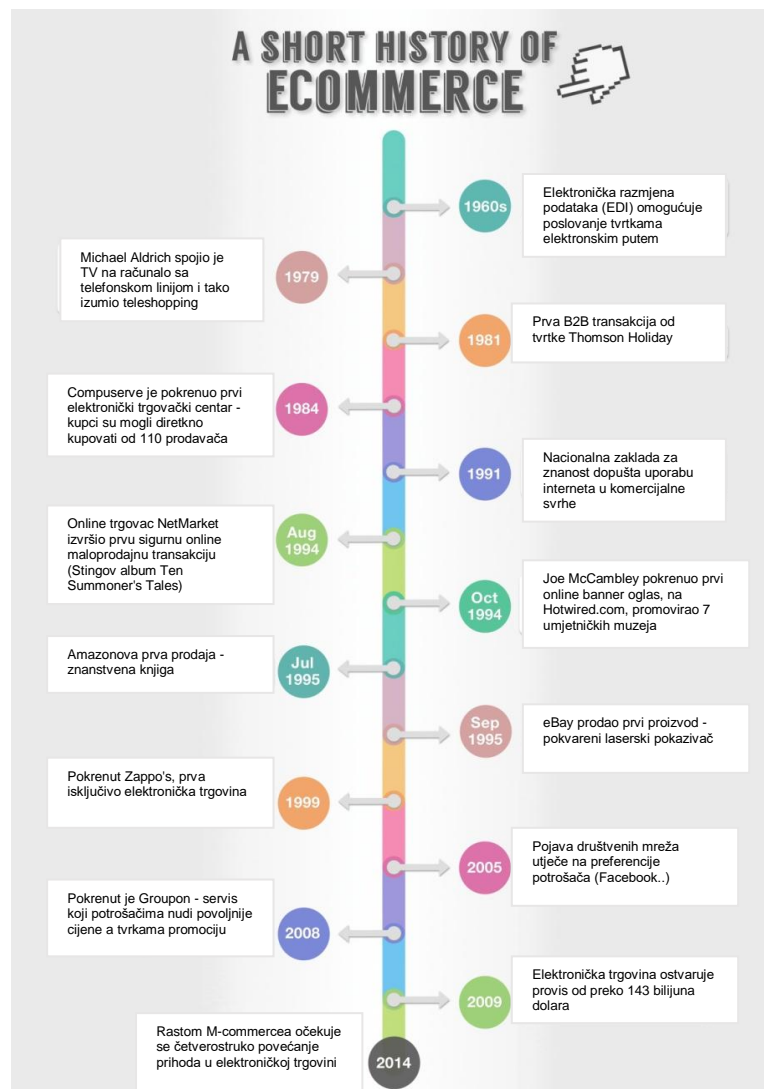 A SHORT HISTORY OF
ECOMMERCE
1960s
Elektronička razmjena
podataka (EDI) omogućuje
poslovanje tvrtkama
elektronskim putem
Michael Aldrich spojio je
TV na računalo sa
telefonskom linijom i tako
izumio teleshopping
1979
1981
Prva B2B transakcija od
tvrtke Thomson Holiday
Compuserve je pokrenuo prvi
elektronički trgovački centar -
kupci su mogli diretkno
kupovati od 110 prodavača
1984
1991
Nacionalna zaklada za
znanost dopušta uporabu
interneta u komercijalne
svrhe
Online trgovac NetMarket
izvršio prvu sigurnu online
maloprodajnu transakciju
(Stingov album Ten
Summoner's Tales)
Aug
1994
Oct
1994
Joe McCambley pokrenuo prvi
online banner oglas, na
Hotwired.com, promovirao 7
umjetničkih muzeja
Amazonova prva prodaja -
znanstvena knjiga
Jul
1995
Sep
1995
eBay prodao prvi proizvod -
pokvareni laserski pokazivač
Pokrenut Zappo's, prva
isključivo elektronička trgovina
1999
2005
Pojava društvenih mreža
utječe na preferencije
potrošača (Facebook..)
Pokrenut je Groupon - servis
koji potrošačima nudi povoljnije
cijene a tvrkama promociju
2008
2009
Elektronička trgovina ostvaruje
provis od preko 143 bilijuna
dolara
Rastom M-commercea očekuje
se četverostruko povećanje
prihoda u elektroničkoj trgovini
2014